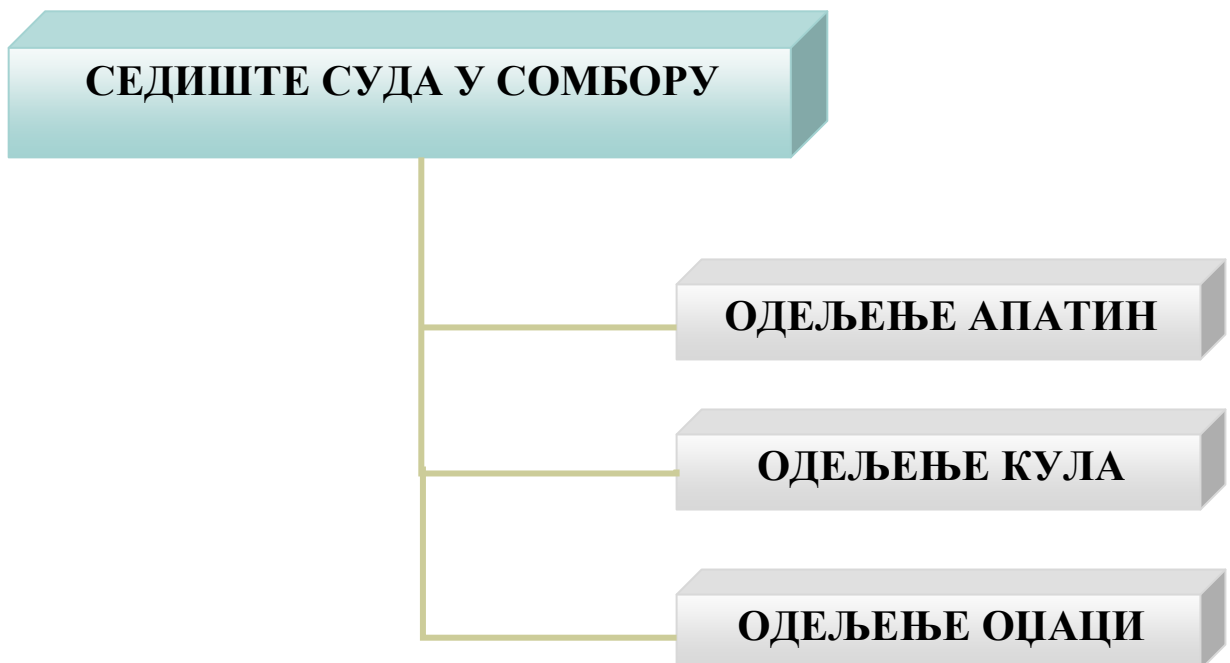 СЕДИШТЕ СУДА У СОМБОРУ
ОДЕЉЕЊЕ АПАТИН
ОДЕЉЕЊЕ КУЛА
ОДЕЉЕЊЕ ОЏАЦИ